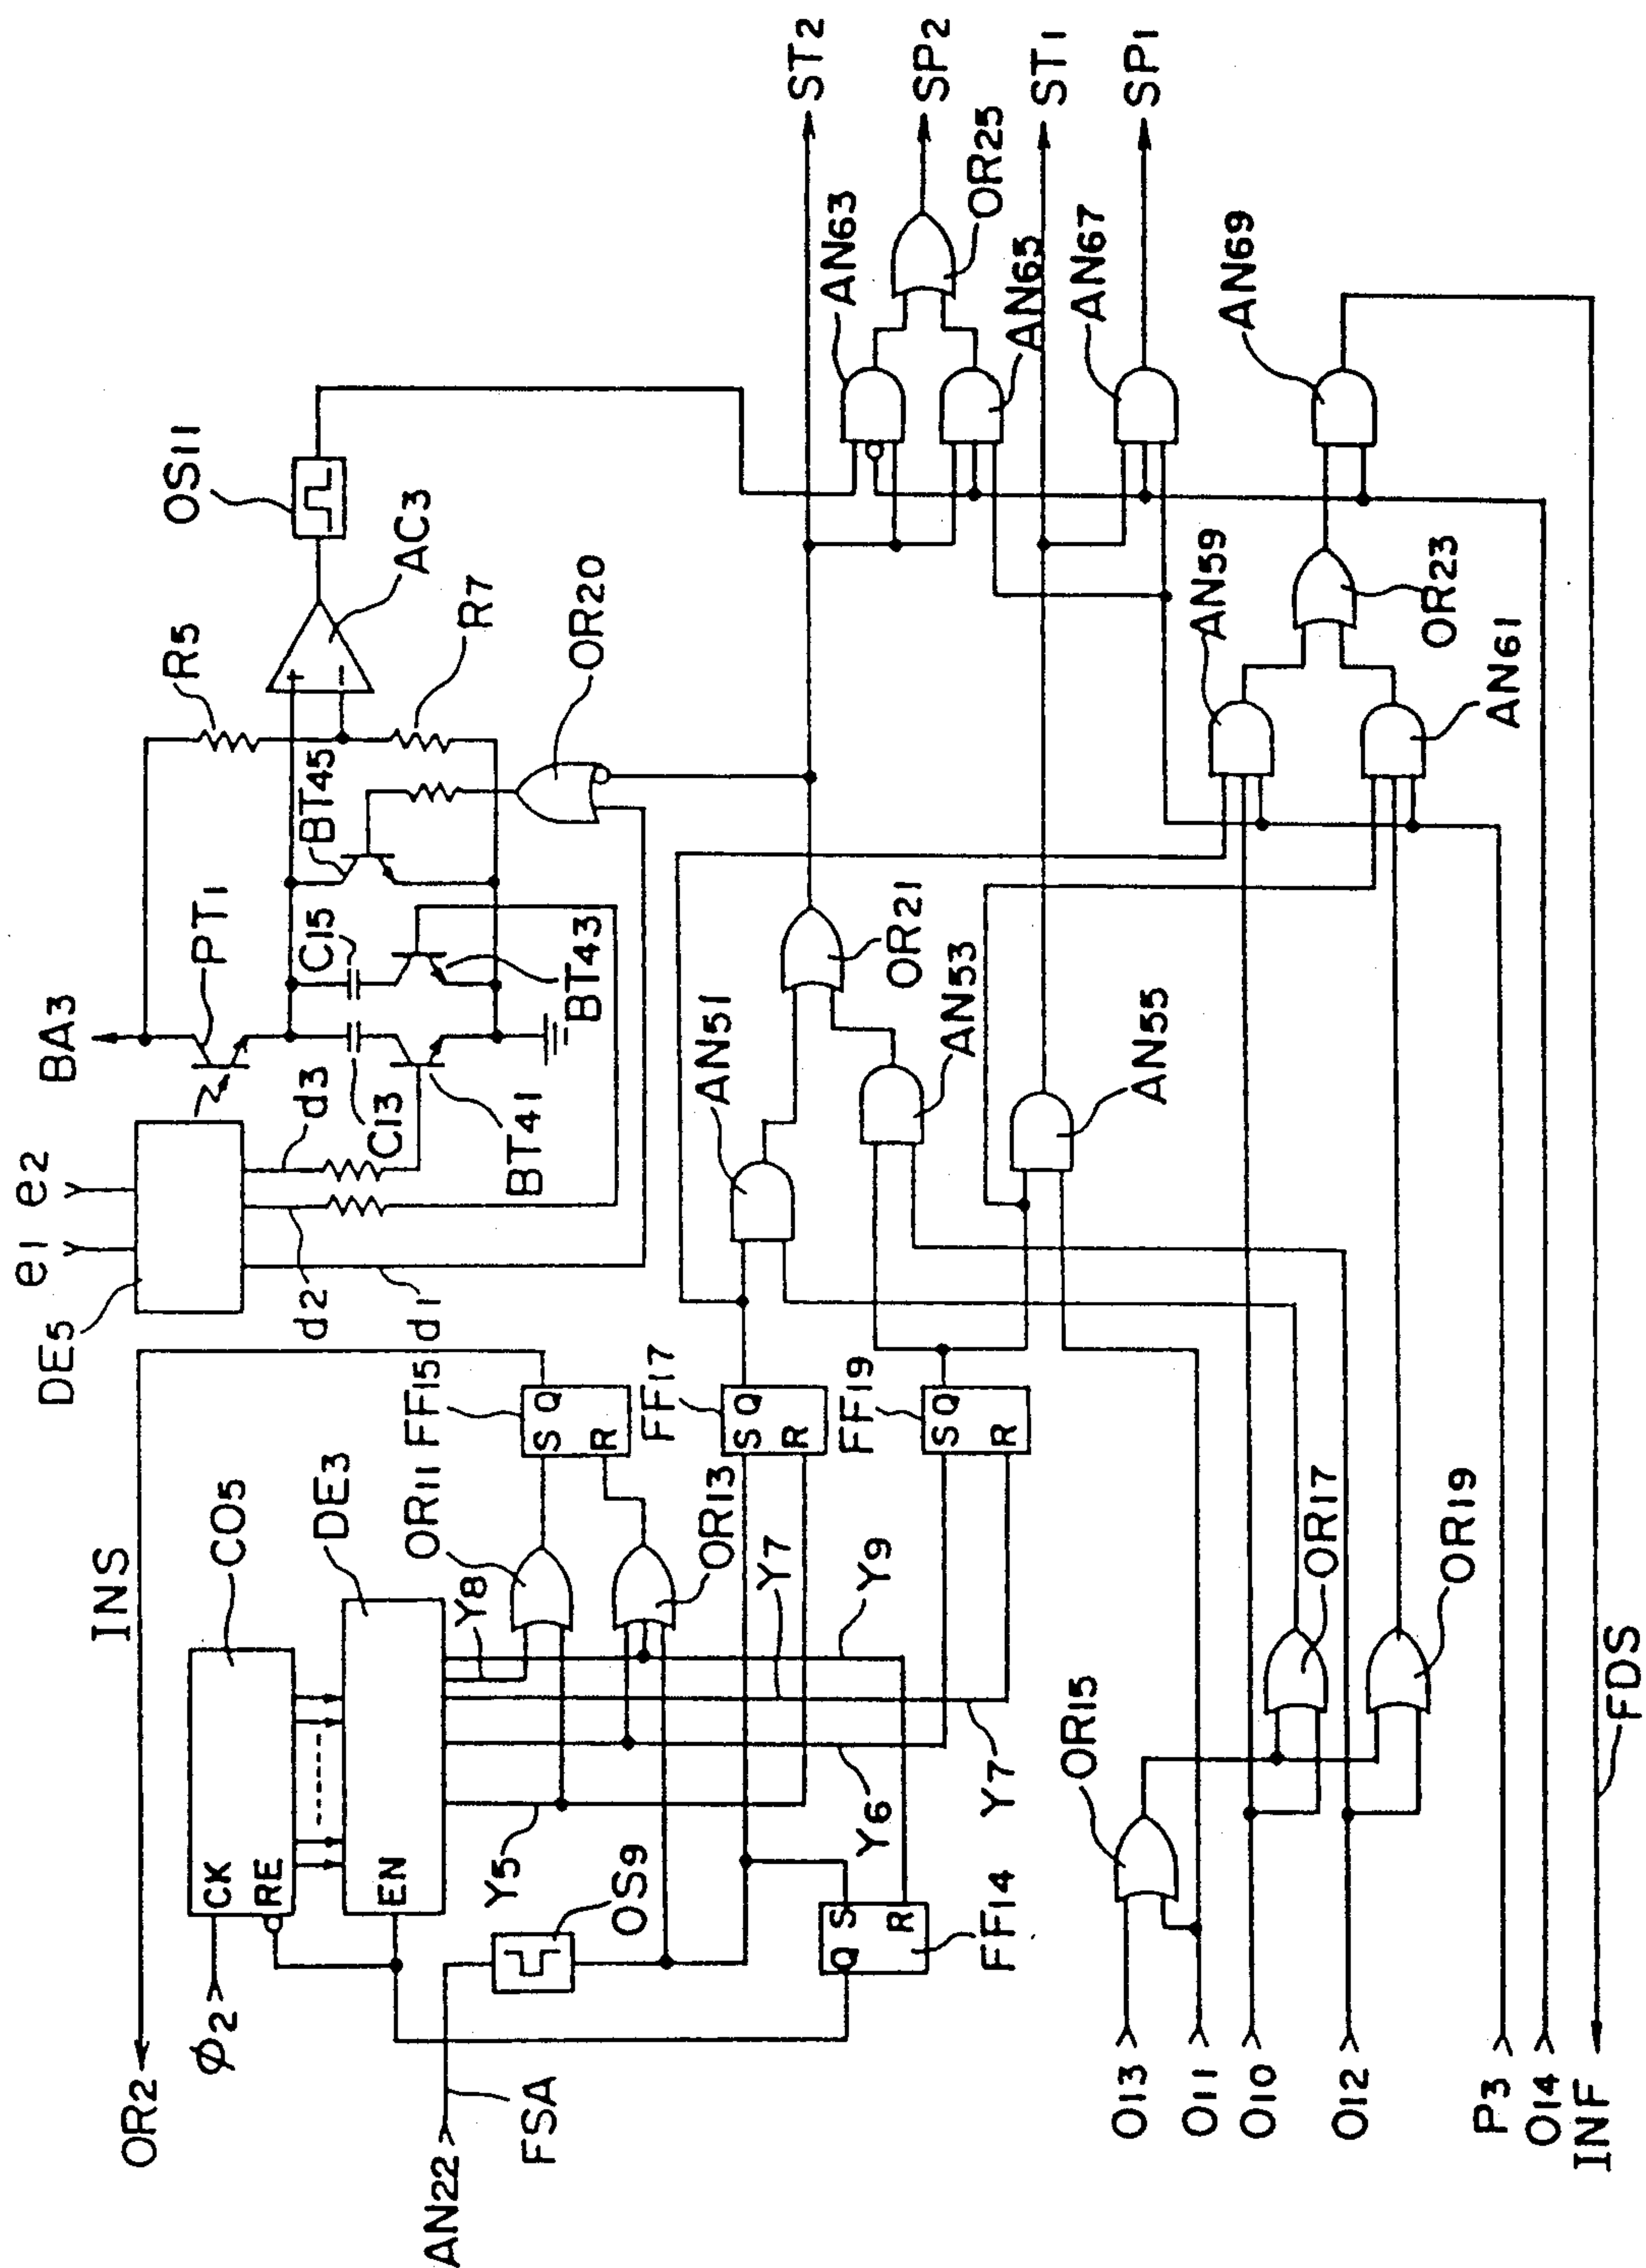 OR2
INS
DE5
e1
e2
BA3
PT1
R5
OS11
AC3
R7
OR20
BT45
C15
BT43
C13
BT41
d3
d2
d1
ø2
CO5
CK
RE
DE3
EN
OR11
FF15
S
Q
R
OR13
Y8
Y5
Y6
Y7
Y7
Y9
FF17
S
Q
R
FF19
S
Q
R
AN22
FSA
OS9
FF14
Q
S
R
AN51
AN53
OR21
AN55
AN63
ST2
SP2
OR25
AN65
ST1
AN67
SP1
AN59
AN69
OR23
AN61
OR15
OR17
OR19
O13
O11
O10
O12
P3
O14
INF
FDS